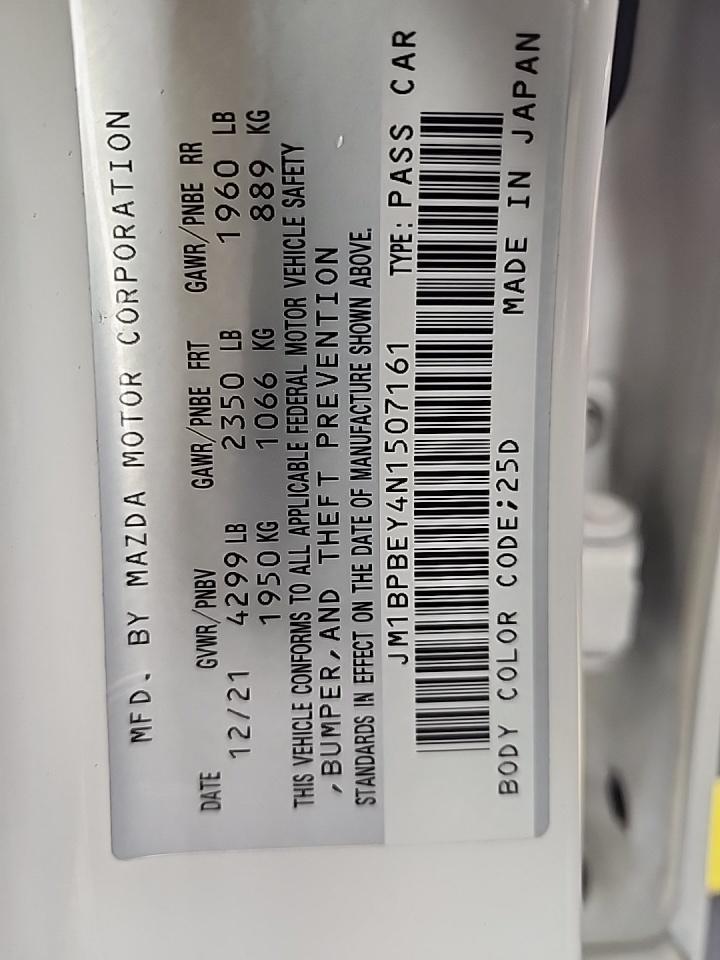 MFD. BY MAZDA MOTOR CORPORATION
DATE GVWR/PNBV GAWR/PNBE FRT GAWR/PNBE RR
12/21 4299 LB 2350 LB 1960 LB
1950 KG 1066 KG 889 KG
THIS VEHICLE CONFORMS TO ALL APPLICABLE FEDERAL MOTOR VEHICLE SAFETY
,BUMPER,AND THEFT PREVENTION
STANDARDS IN EFFECT ON THE DATE OF MANUFACTURE SHOWN ABOVE.
JM1BPBEY4N1507161 TYPE: PASS CAR
BODY COLOR CODE;25D MADE IN JAPAN